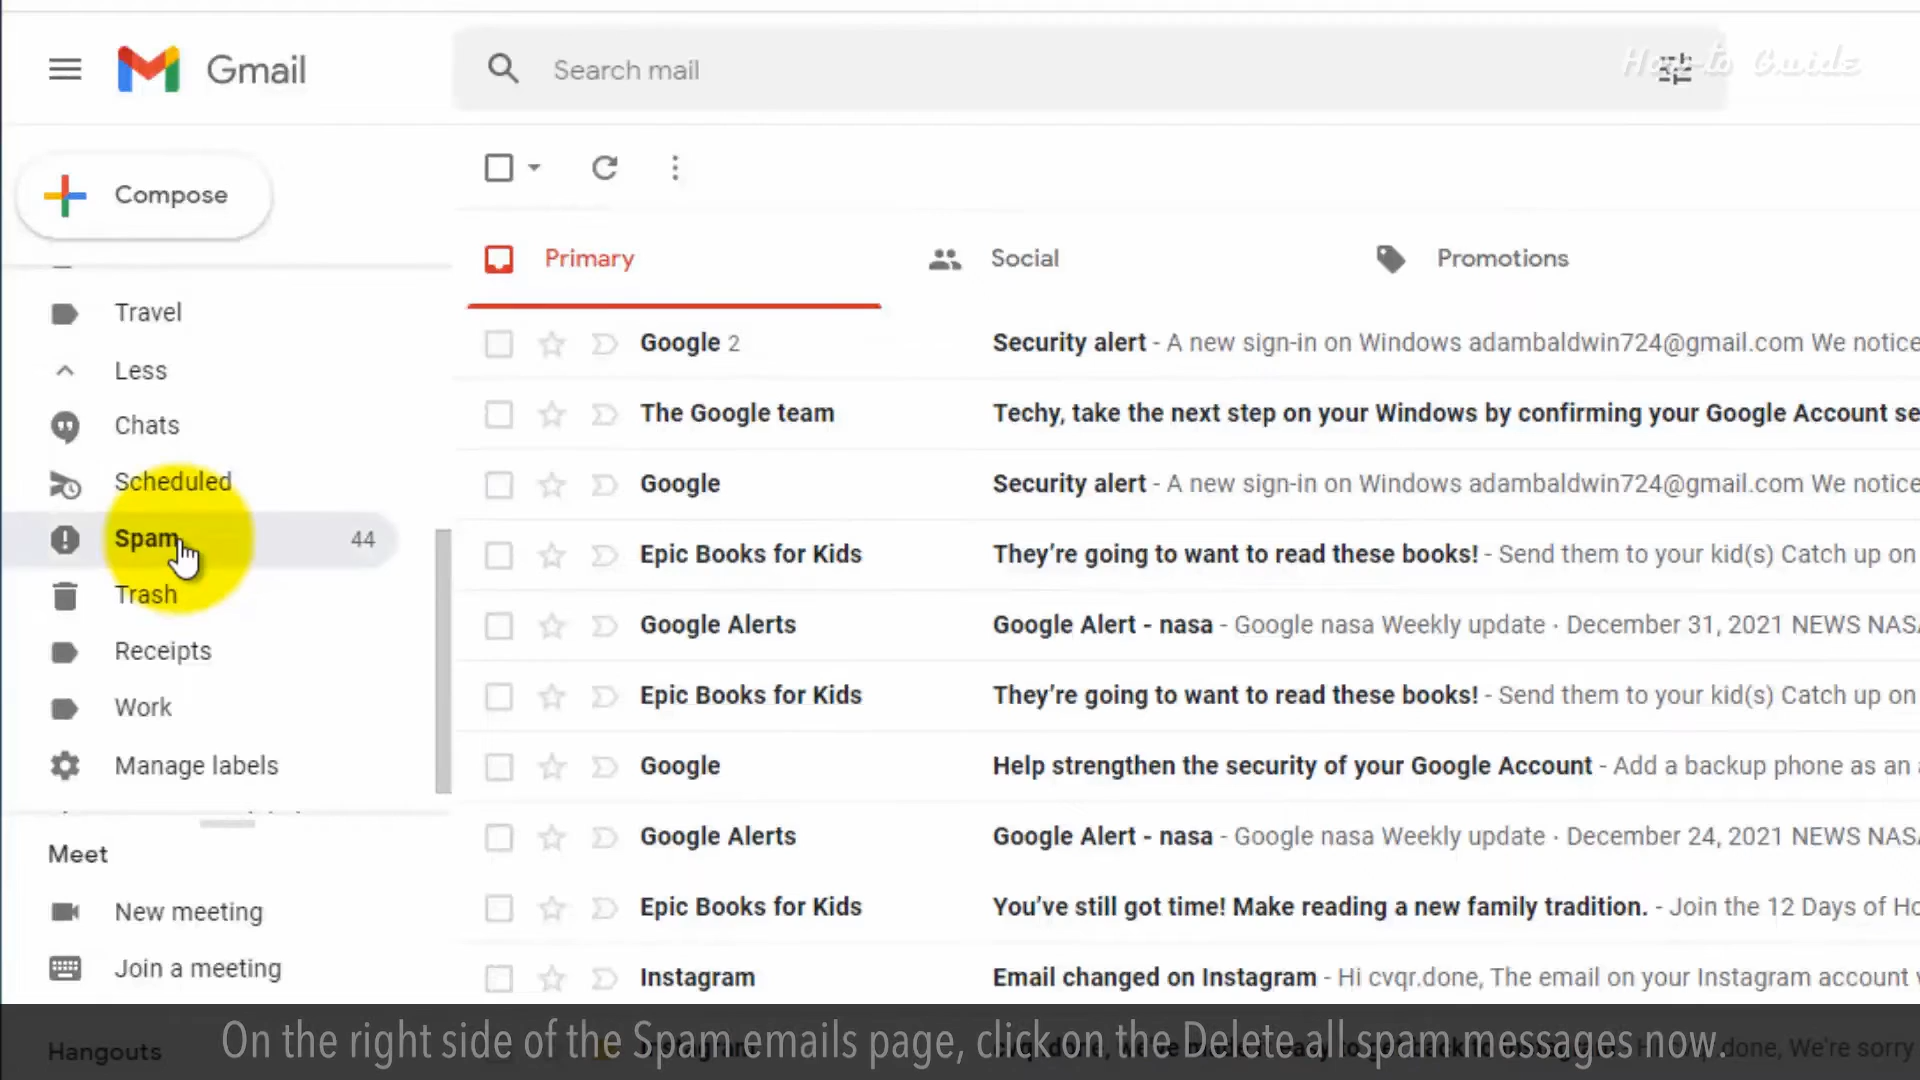 Gmail
Search mail
How-to Guide
Compose
Primary
Social
Promotions
Travel
Less
Chats
Scheduled
Spam 44
Trash
Receipts
Work
Manage labels
Google 2 Security alert - A new sign-in on Windows adambaldwin724@gmail.com We notice
The Google team Techy, take the next step on your Windows by confirming your Google Account se
Google Security alert - A new sign-in on Windows adambaldwin724@gmail.com We notice
Epic Books for Kids They're going to want to read these books! - Send them to your kid(s) Catch up on
Google Alerts Google Alert - nasa - Google nasa Weekly update · December 31, 2021 NEWS NASA
Epic Books for Kids They're going to want to read these books! - Send them to your kid(s) Catch up on
Google Help strengthen the security of your Google Account - Add a backup phone as an a
Google Alerts Google Alert - nasa - Google nasa Weekly update · December 24, 2021 NEWS NASA
Epic Books for Kids You've still got time! Make reading a new family tradition. - Join the 12 Days of Ho
Instagram Email changed on Instagram - Hi cvqr.done, The email on your Instagram account
Meet
New meeting
Join a meeting
Hangouts
Instagram We're sorry
On the right side of the Spam emails page, click on the Delete all spam messages now.